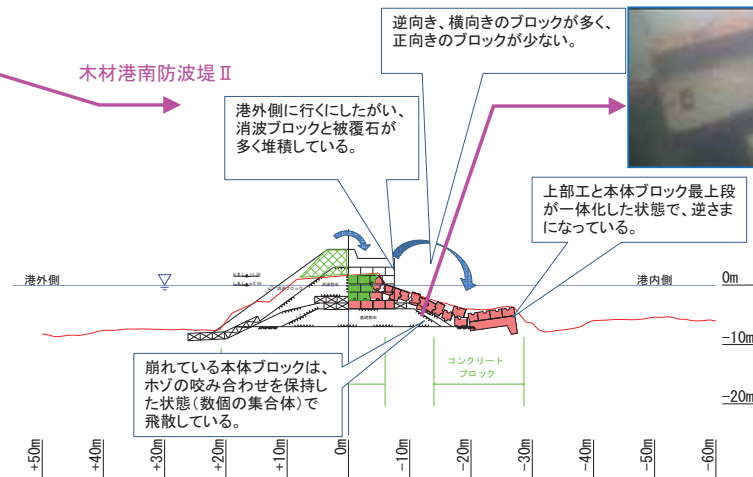 木材港南防波堤Ⅱ
逆向き、横向きのブロックが多く、
正向きのブロックが少ない。
港外側に行くにしたがい、
消波ブロックと被覆石が
多く堆積している。
上部工と本体ブロック最上段
が一体化した状態で、逆さま
になっている。
港外側
港内側
0m
-10m
-20m
崩れている本体ブロックは、
ホゾの咬み合わせを保持し
た状態(数個の集合体)で
飛散している。
コンクリート
ブロック
+50m
+40m
+30m
+20m
+10m
0m
-10m
-20m
-30m
-40m
-50m
-60m